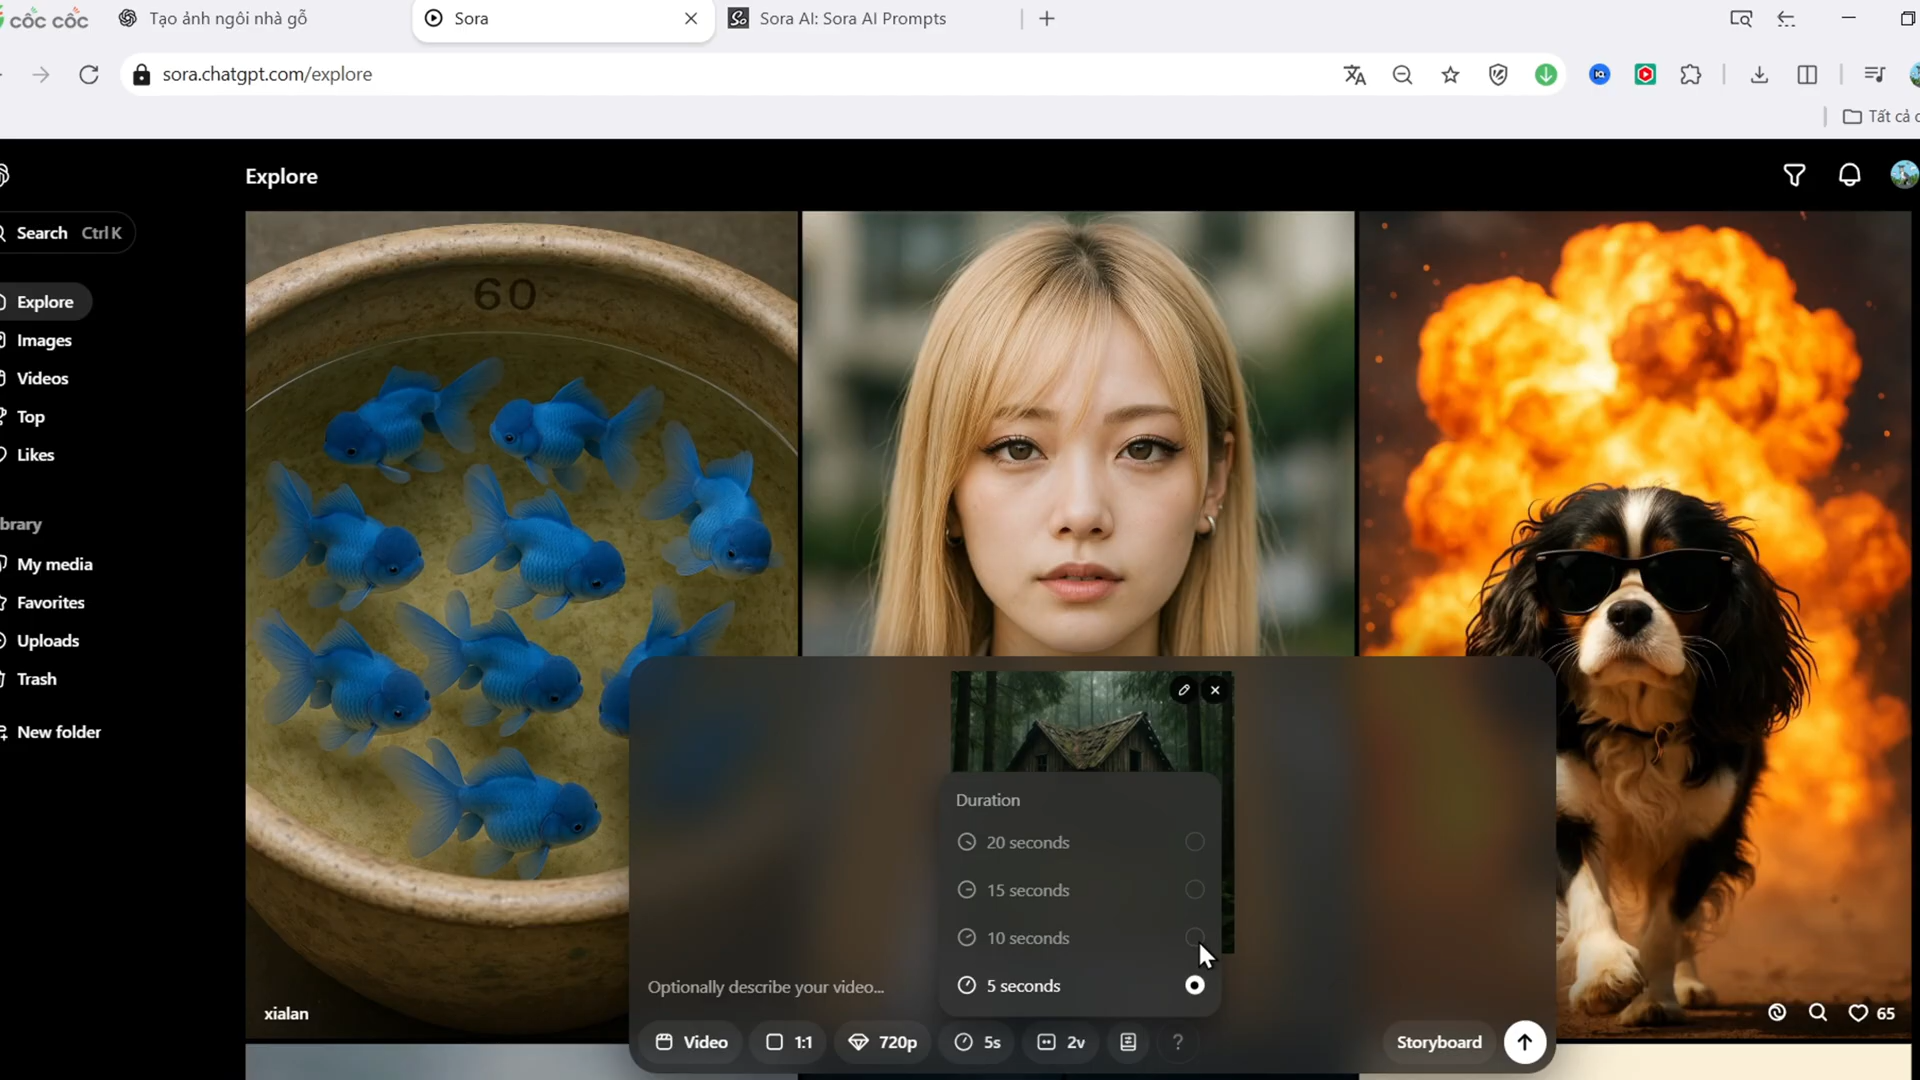 cốc cốc
Tạo ảnh ngôi nhà gỗ
Sora
So
Sora AI: Sora AI Prompts
sora.chatgpt.com/explore
Tất cả
Explore
Search Ctrl K
Explore
Images
Videos
Top
Likes
brary
My media
Favorites
Uploads
Trash
New folder
60
xialan
65
Duration
20 seconds
15 seconds
10 seconds
5 seconds
Optionally describe your video...
Video
1:1
720p
5s
2v
?
Storyboard